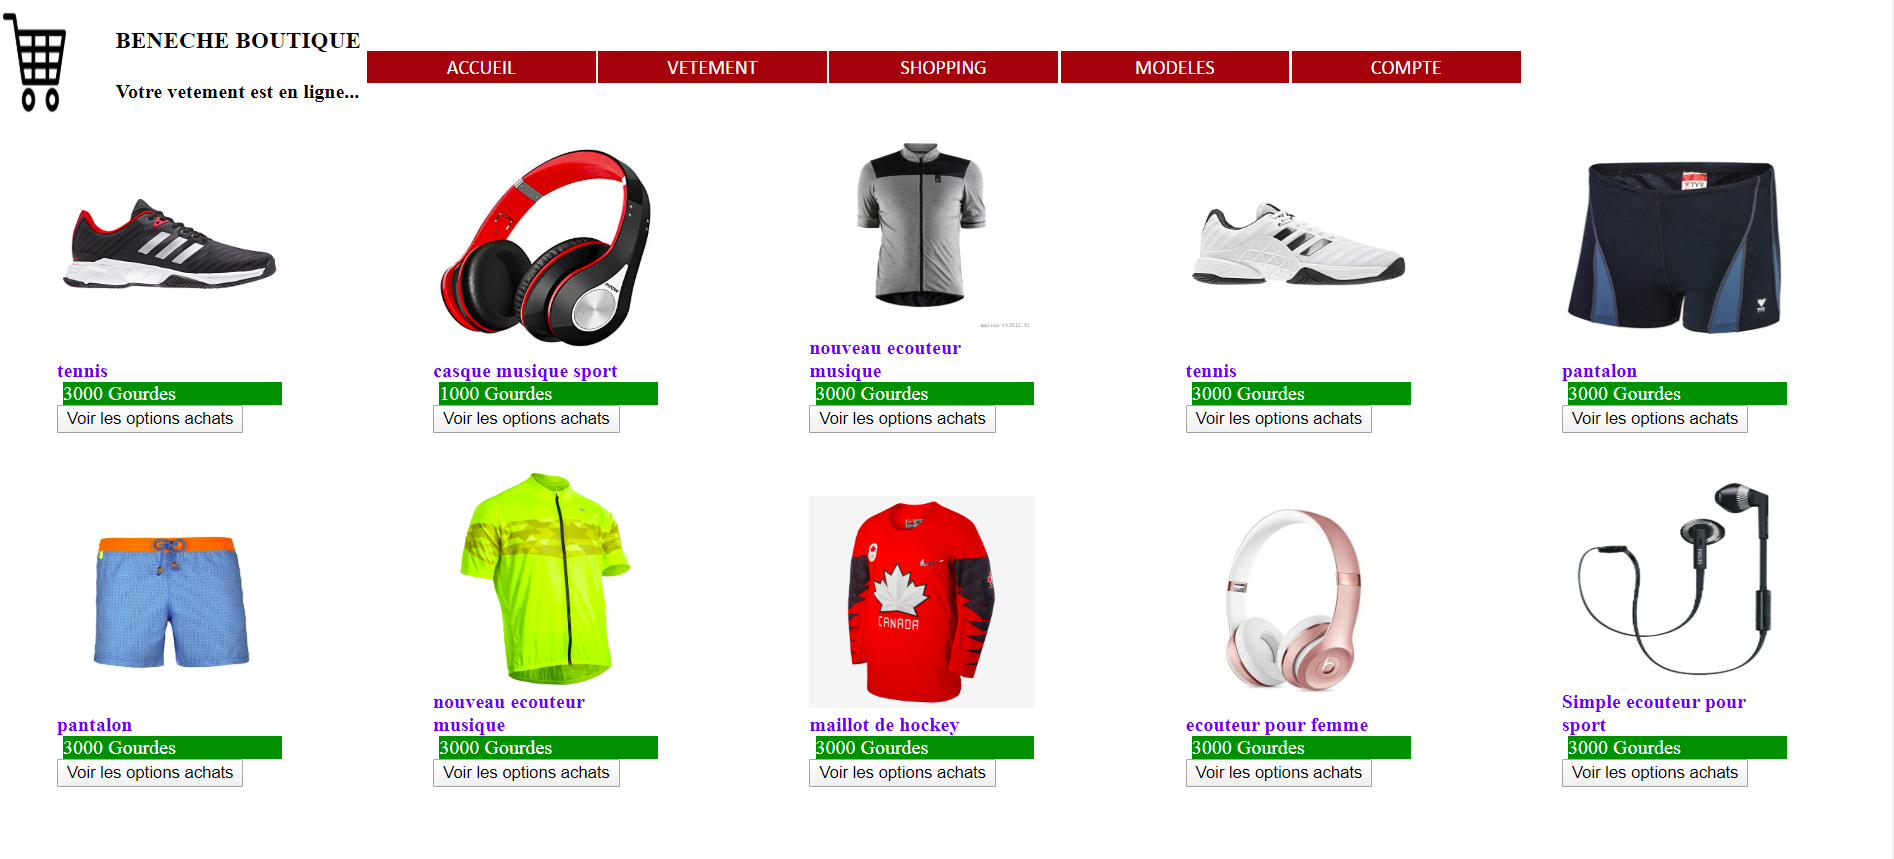 BENECHE BOUTIQUE
Votre vetement est en ligne...
ACCUEIL
VETEMENT
SHOPPING
MODELES
COMPTE
tennis
3000 Gourdes
Voir les options achats
casque musique sport
1000 Gourdes
Voir les options achats
nouveau ecouteur
musique
3000 Gourdes
Voir les options achats
tennis
3000 Gourdes
Voir les options achats
TYR
TYR
pantalon
3000 Gourdes
Voir les options achats
pantalon
3000 Gourdes
Voir les options achats
nouveau ecouteur
musique
3000 Gourdes
Voir les options achats
CANADA
maillot de hockey
3000 Gourdes
Voir les options achats
ecouteur pour femme
3000 Gourdes
Voir les options achats
PHILIPS
Simple ecouteur pour
sport
3000 Gourdes
Voir les options achats